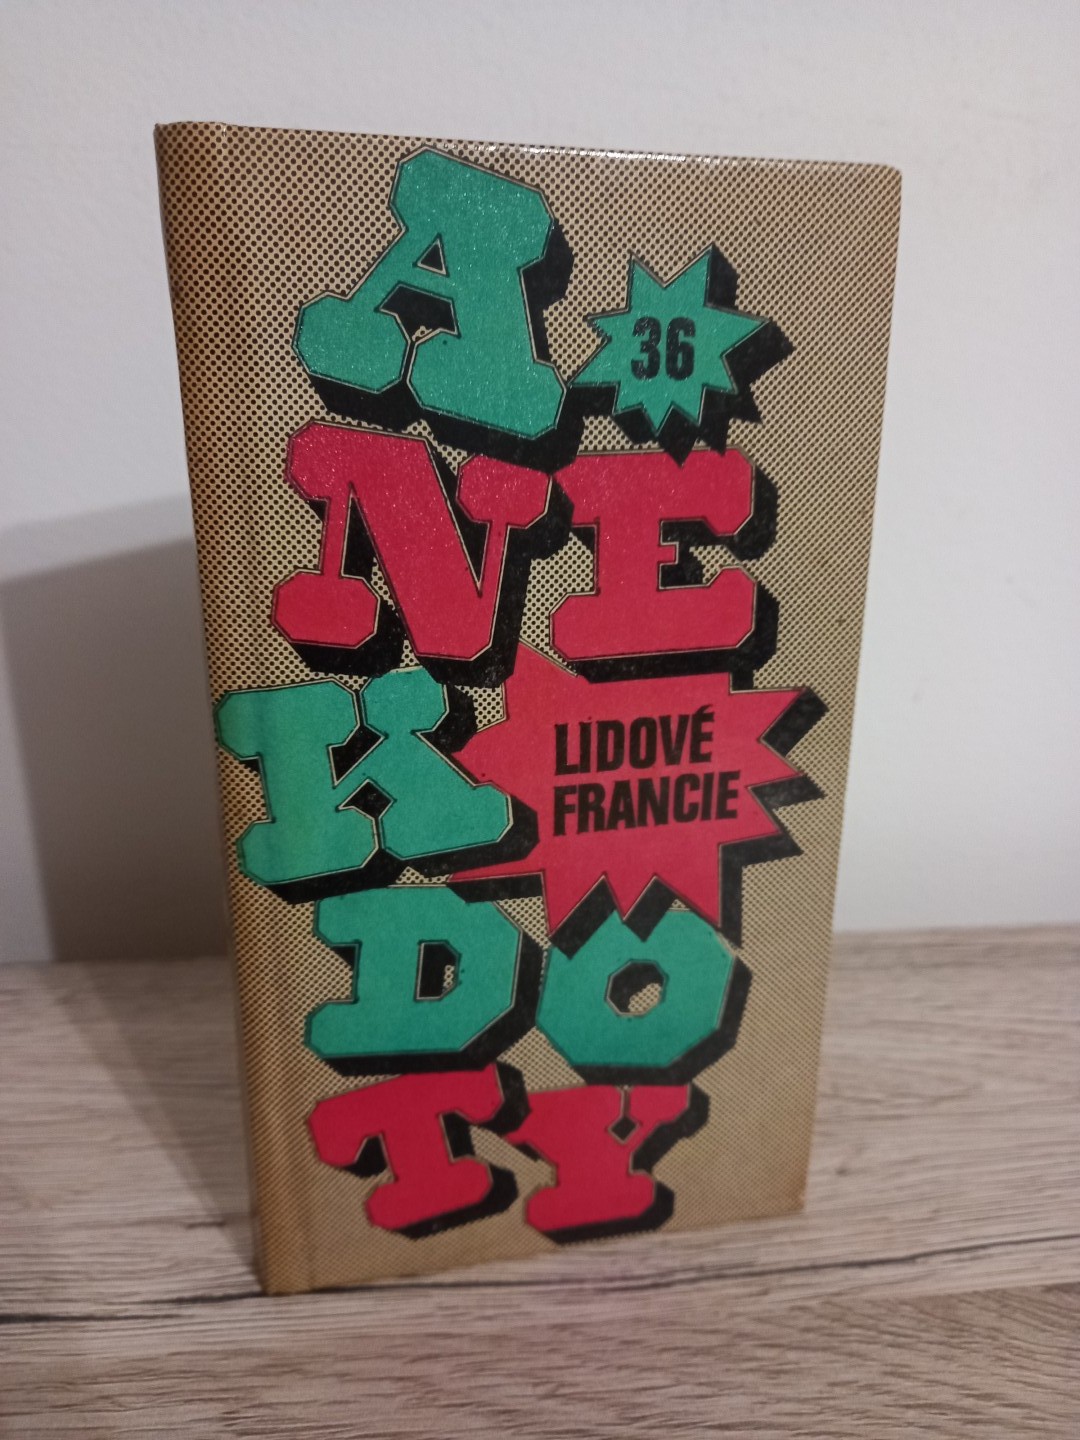 A
36
NE
K
LIDOVÉ
FRANCIE
DO
TY